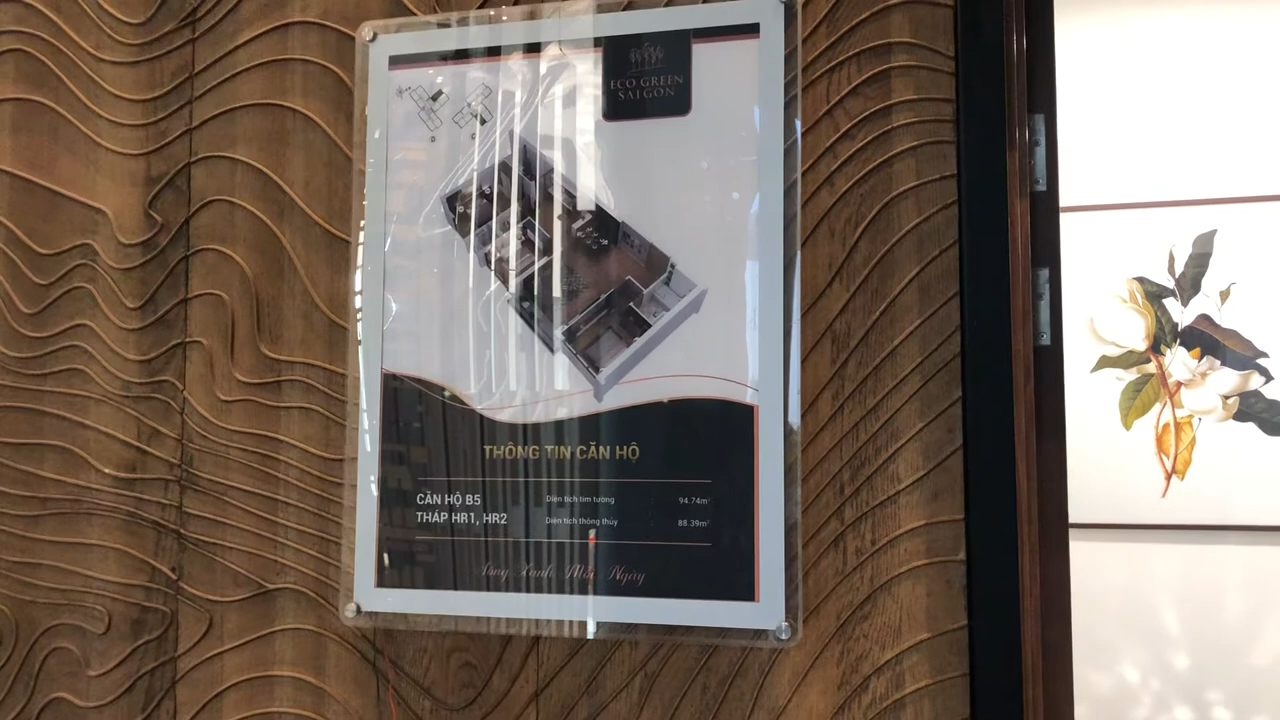 ECO GREEN
SAIGON
THÔNG TIN CĂN HỘ
CĂN HỘ B5
THÁP HR1, HR2
Diện tích tim tường : 94.74m²
Diện tích thông thủy : 88.39m²
Sống Xanh Mỗi Ngày